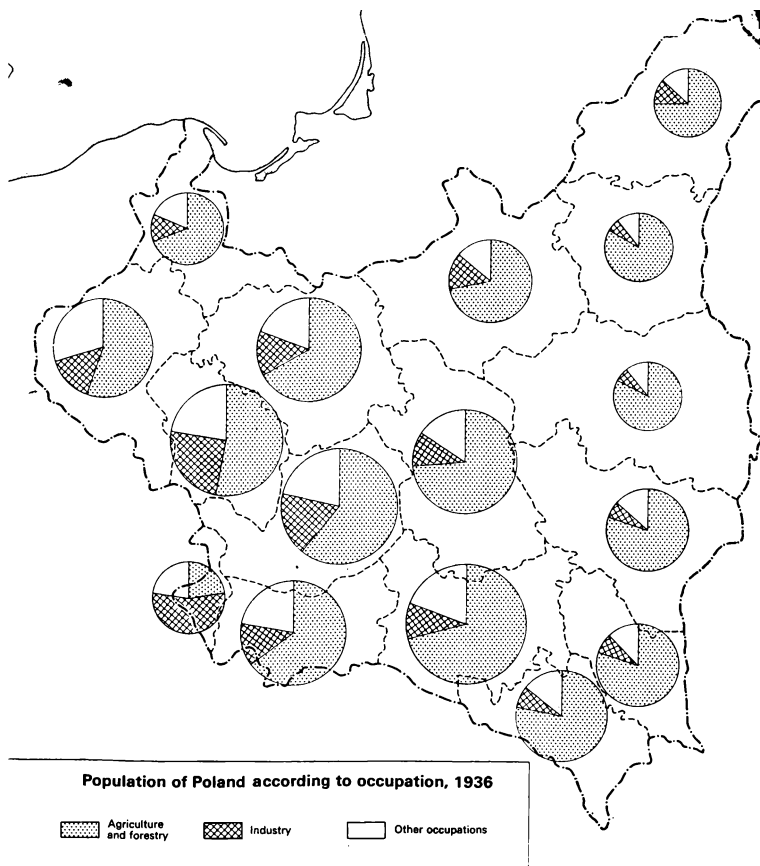 Population of Poland according to occupation, 1936
Agriculture
and forestry
Industry
Other occupations